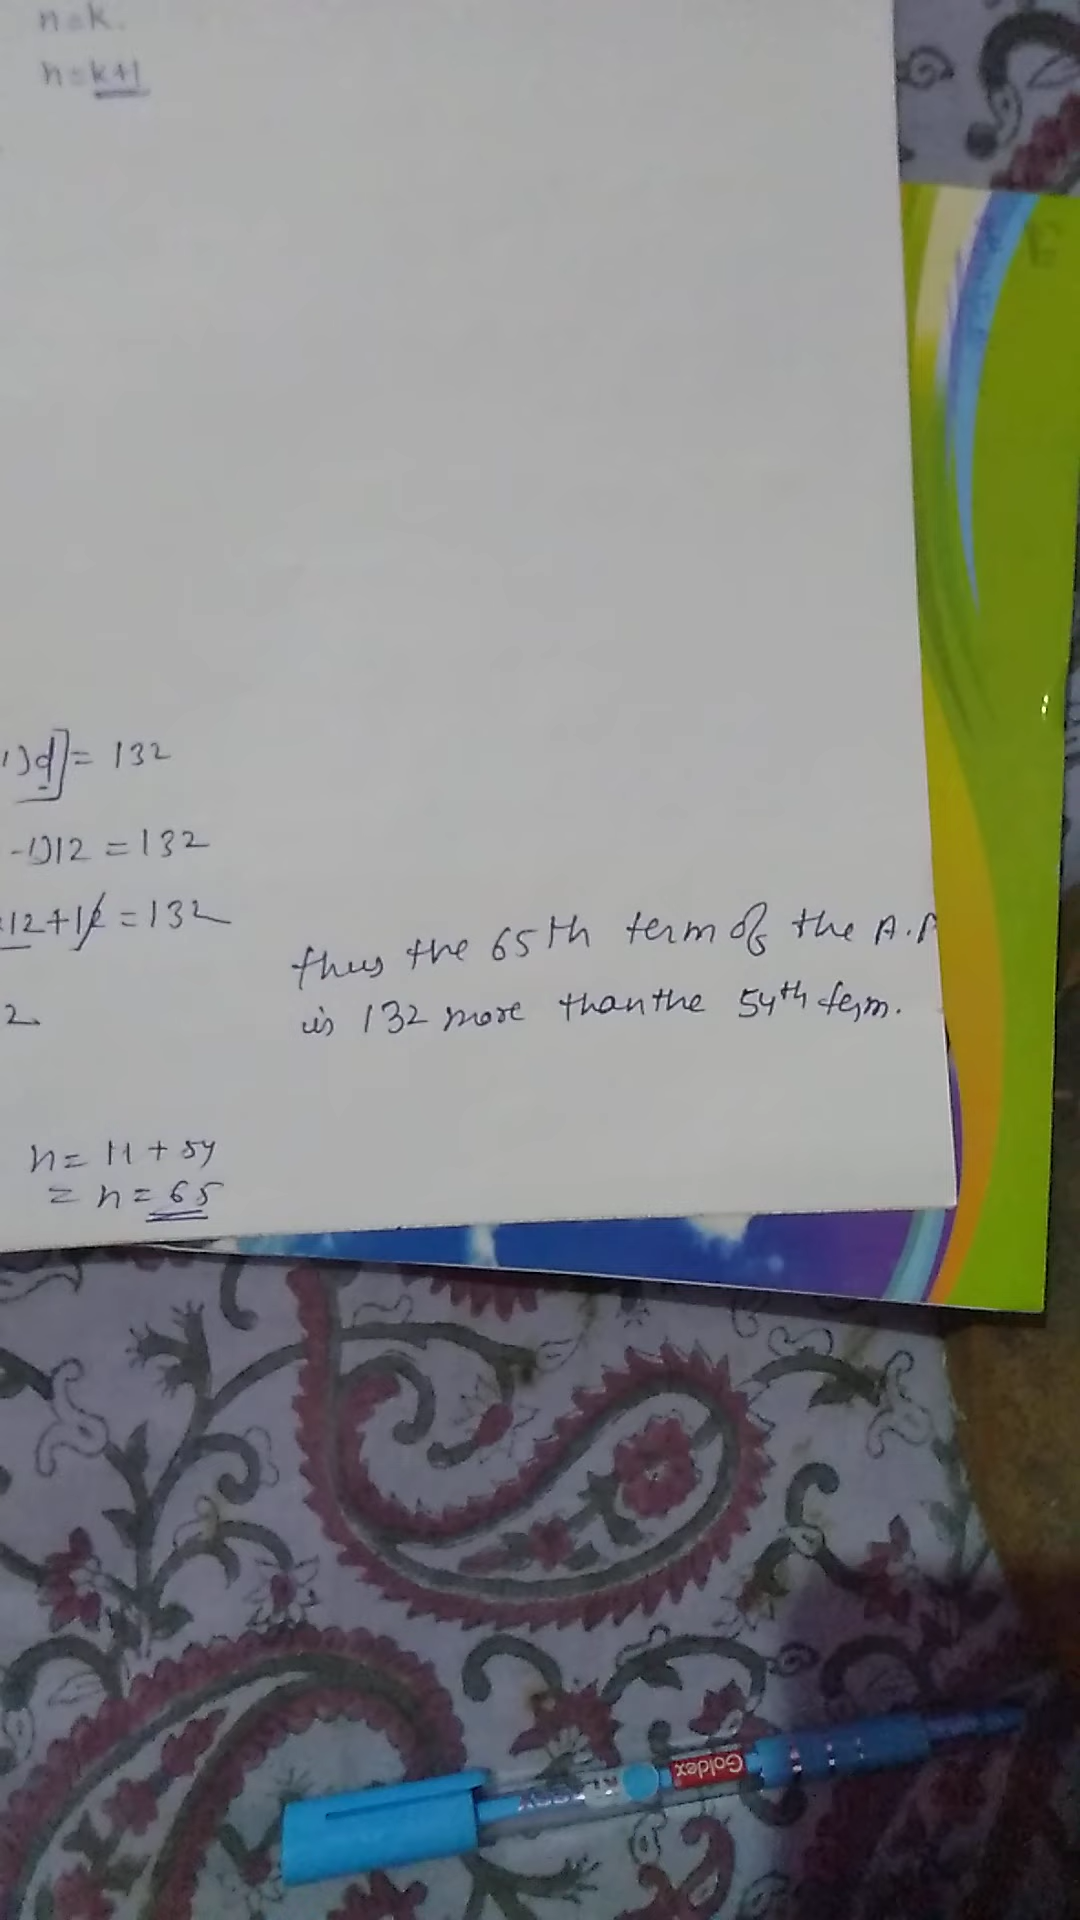 n=k.
n=k+1
1)d]= 132
-1)12 = 132
12+12 = 132
2
thus the 65th term of the A.P
is 132 more than the 54th term.
n= 11 + 54
= n = 65
Goldex